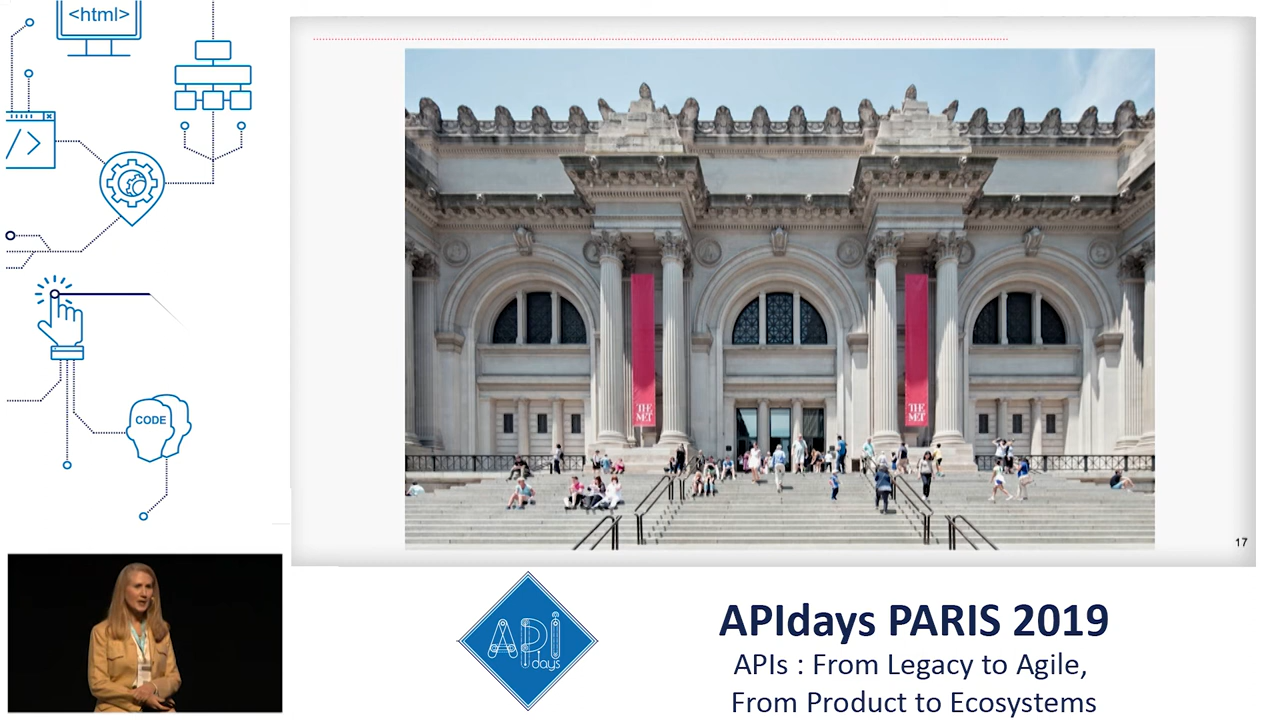 <html>
</>
CODE
THE
MET
THE
MET
17
API
days
APIdays PARIS 2019
APIs : From Legacy to Agile,
From Product to Ecosystems